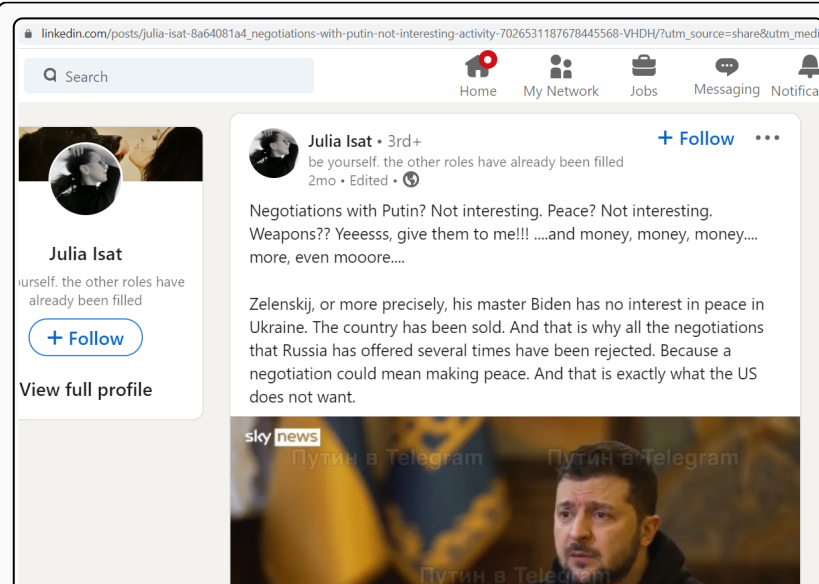 linkedin.com/posts/julia-isat-8a64081a4_negotiations-with-putin-not-interesting-activity-7026531187678445568-VHDH/?utm_source=share&utm_medi
Search
Home
My Network
Jobs
Messaging
Notifica
Julia Isat • 3rd+
+ Follow
be yourself. the other roles have already been filled
2mo • Edited •
Julia Isat
ourself. the other roles have
already been filled
+ Follow
View full profile
Negotiations with Putin? Not interesting. Peace? Not interesting.
Weapons?? Yeeesss, give them to me!!! ....and money, money, money....
more, even mooore....
Zelenskij, or more precisely, his master Biden has no interest in peace in
Ukraine. The country has been sold. And that is why all the negotiations
that Russia has offered several times have been rejected. Because a
negotiation could mean making peace. And that is exactly what the US
does not want.
sky news
Путин в Telegram
Путин в Telegram
Путин в Telegram